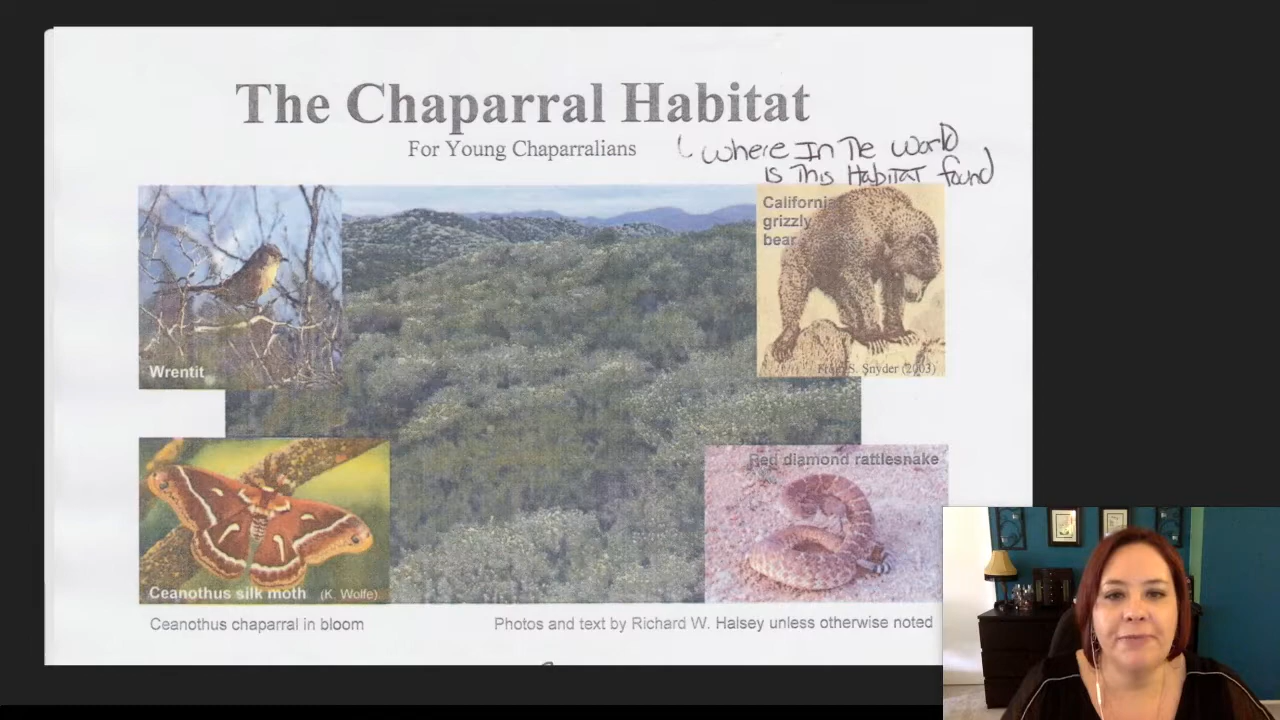 The Chaparral Habitat
For Young Chaparralians
Where In The World
is This Habitat found
California
grizzly
bear
Frag. S. Snyder (2003)
Wrentit
Red diamond rattlesnake
Ceanothus silk moth (K. Wolfe)
Ceanothus chaparral in bloom
Photos and text by Richard W. Halsey unless otherwise noted